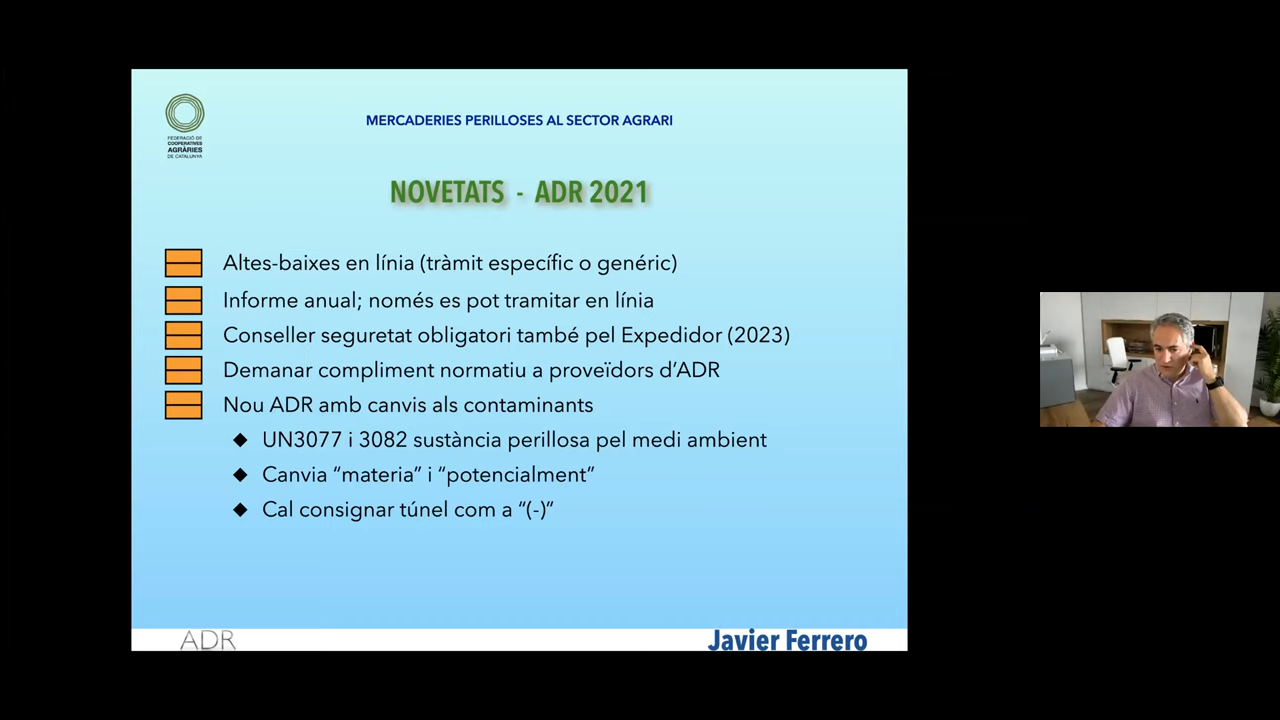 FEDERACIÓ DE
COOPERATIVES
AGRÀRIES
DE CATALUNYA
MERCADERIES PERILLOSES AL SECTOR AGRARI
NOVETATS - ADR 2021
Altes-baixes en línia (tràmit específic o genéric)
Informe anual; només es pot tramitar en línia
Conseller seguretat obligatori també pel Expedidor (2023)
Demanar compliment normatiu a proveïdors d’ADR
Nou ADR amb canvis als contaminants
◆ UN3077 i 3082 sustància perillosa pel medi ambient
◆ Canvia “materia” i “potencialment”
◆ Cal consignar túnel com a “(-)”
ADR
Javier Ferrero